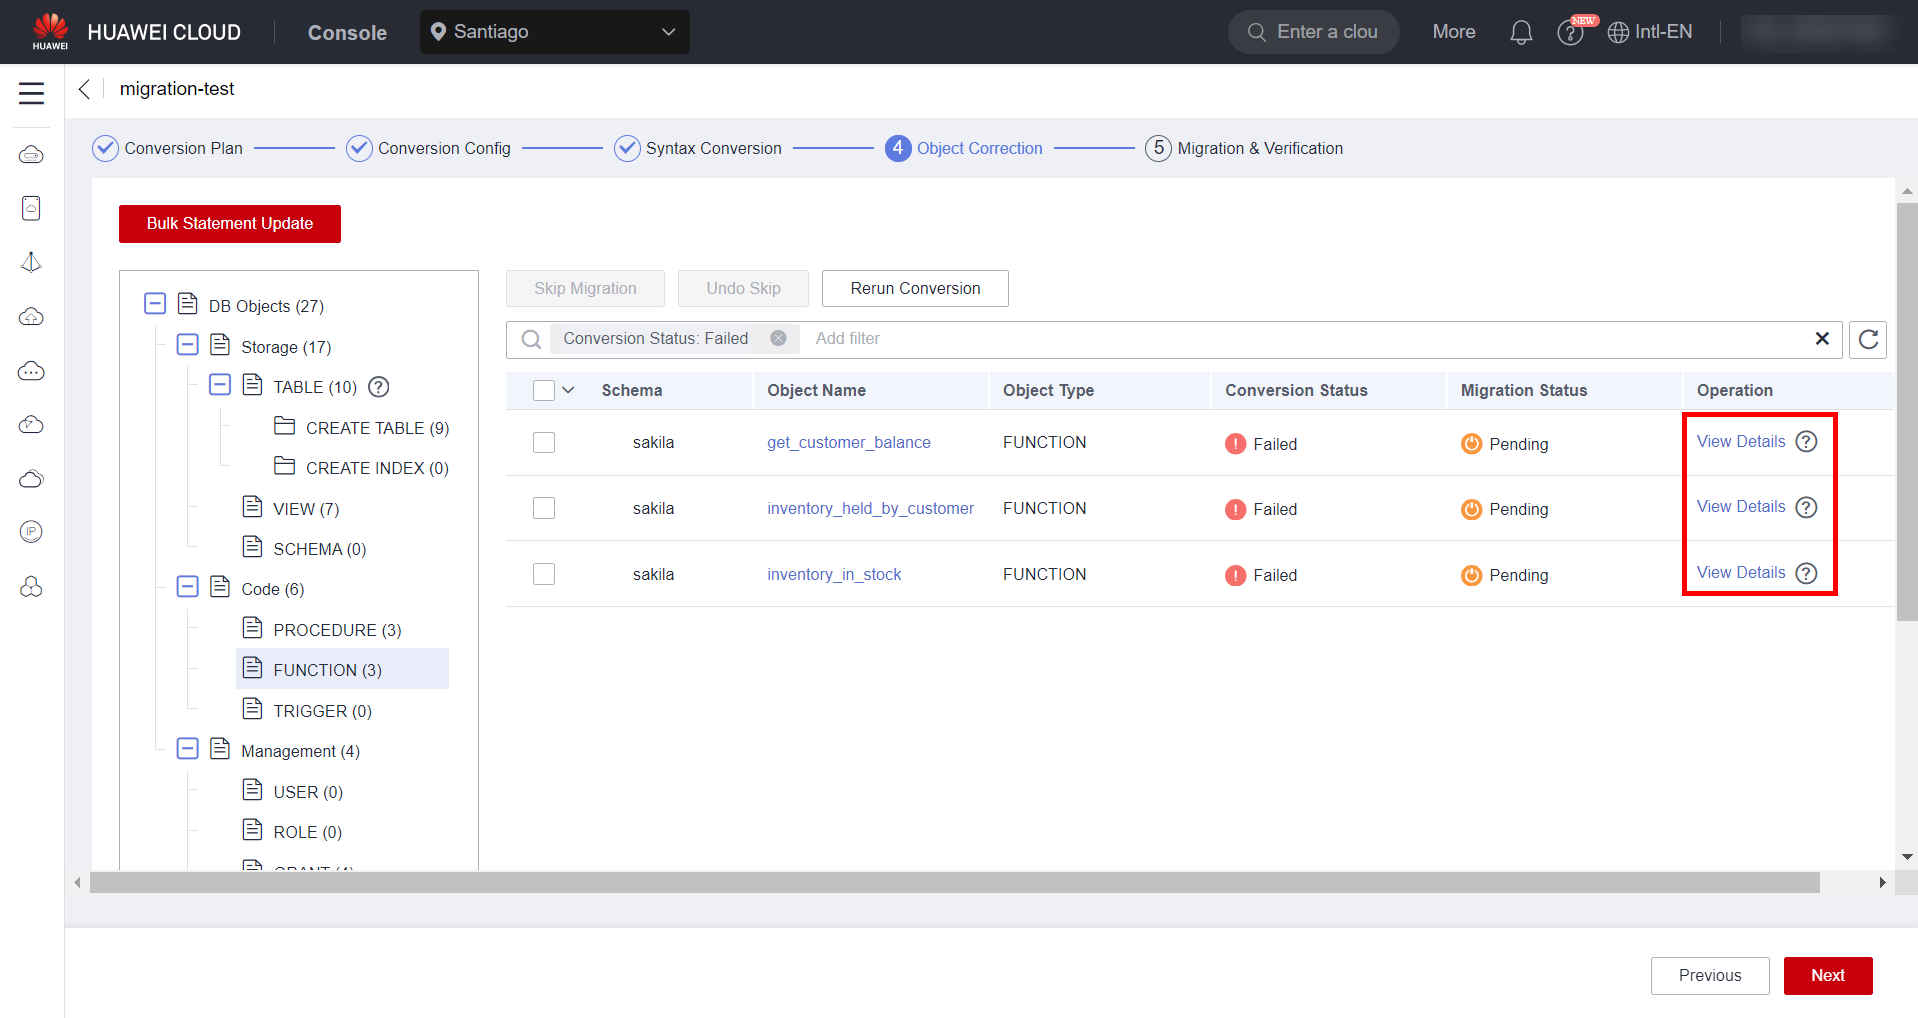 HUAWEI
HUAWEI CLOUD
Console
Santiago
Enter a clou
More
?
NEW
Intl-EN
migration-test
Conversion Plan
Conversion Config
Syntax Conversion
4 Object Correction
5 Migration & Verification
Bulk Statement Update
Skip Migration
Undo Skip
Rerun Conversion
Conversion Status: Failed
Add filter
Schema
Object Name
Object Type
Conversion Status
Migration Status
Operation
sakila
get_customer_balance
FUNCTION
! Failed
Pending
View Details ?
sakila
inventory_held_by_customer
FUNCTION
! Failed
Pending
View Details ?
sakila
inventory_in_stock
FUNCTION
! Failed
Pending
View Details ?
DB Objects (27)
Storage (17)
TABLE (10) ?
CREATE TABLE (9)
CREATE INDEX (0)
VIEW (7)
SCHEMA (0)
Code (6)
PROCEDURE (3)
FUNCTION (3)
TRIGGER (0)
Management (4)
USER (0)
ROLE (0)
GRANT (4)
IP
Previous
Next